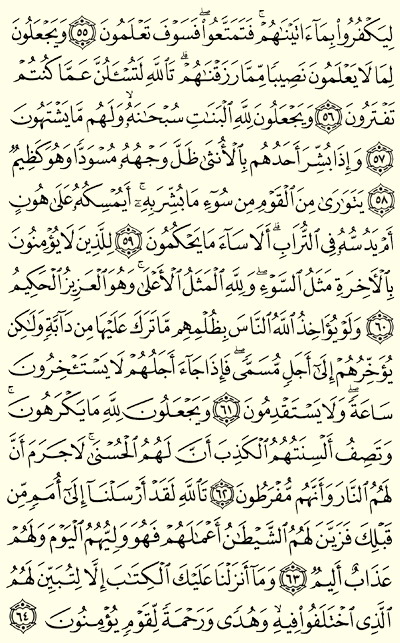 لِيَكْفُرُوا۟ بِمَآ ءَاتَيْنَٰهُمْ ۚ فَتَمَتَّعُوا۟ ۖ فَسَوْفَ تَعْلَمُونَ ٥٥ وَيَجْعَلُونَ
لِمَا لَا يَعْلَمُونَ نَصِيبًا مِّمَّا رَزَقْنَٰهُمْ ۗ تَٱللَّهِ لَتُسْـَٔلُنَّ عَمَّا كُنتُمْ
تَفْتَرُونَ ٥٦ وَيَجْعَلُونَ لِلَّهِ ٱلْبَنَٰتِ سُبْحَٰنَهُۥ ۙ وَلَهُم مَّا يَشْتَهُونَ
٥٧ وَإِذَا بُشِّرَ أَحَدُهُم بِٱلْأُنثَىٰ ظَلَّ وَجْهُهُۥ مُسْوَدًّا وَهُوَ كَظِيمٌ
٥٨ يَتَوَٰرَىٰ مِنَ ٱلْقَوْمِ مِن سُوٓءِ مَا بُشِّرَ بِهِۦٓ ۚ أَيُمْسِكُهُۥ عَلَىٰ هُونٍ
أَمْ يَدُسُّهُۥ فِى ٱلتُّرَابِ ۗ أَلَا سَآءَ مَا يَحْكُمُونَ ٥٩ لِلَّذِينَ لَا يُؤْمِنُونَ
بِٱلْأَخِرَةِ مَثَلُ ٱلسَّوْءِ ۖ وَلِلَّهِ ٱلْمَثَلُ ٱلْأَعْلَىٰ ۚ وَهُوَ ٱلْعَزِيزُ ٱلْحَكِيمُ
٦٠ وَلَوْ يُؤَاخِذُ ٱللَّهُ ٱلنَّاسَ بِظُلْمِهِم مَّا تَرَكَ عَلَيْهَا مِن دَآبَّةٍ وَلَٰكِن
يُؤَخِّرُهُمْ إِلَىٰٓ أَجَلٍ مُّسَمًّى ۖ فَإِذَا جَآءَ أَجَلُهُمْ لَا يَسْتَـْٔخِرُونَ
سَاعَةً ۖ وَلَا يَسْتَقْدِمُونَ ٦١ وَيَجْعَلُونَ لِلَّهِ مَا يَكْرَهُونَ ۚ
وَتَصِفُ أَلْسِنَتُهُمُ ٱلْكَذِبَ أَنَّ لَهُمُ ٱلْحُسْنَىٰ ۖ لَا جَرَمَ أَنَّ
لَهُمُ ٱلنَّارَ وَأَنَّهُم مُّفْرَطُونَ ٦٢ تَٱللَّهِ لَقَدْ أَرْسَلْنَآ إِلَىٰٓ أُمَمٍ مِّن
قَبْلِكَ فَزَيَّنَ لَهُمُ ٱلشَّيْطَٰنُ أَعْمَٰلَهُمْ فَهُوَ وَلِيُّهُمُ ٱلْيَوْمَ وَلَهُمْ
عَذَابٌ أَلِيمٌ ٦٣ وَمَآ أَنزَلْنَا عَلَيْكَ ٱلْكِتَٰبَ إِلَّا لِتُبَيِّنَ لَهُمُ
ٱلَّذِى ٱخْتَلَفُوا۟ فِيهِ ۙ وَهُدًى وَرَحْمَةً لِّقَوْمٍ يُؤْمِنُونَ ٦٤